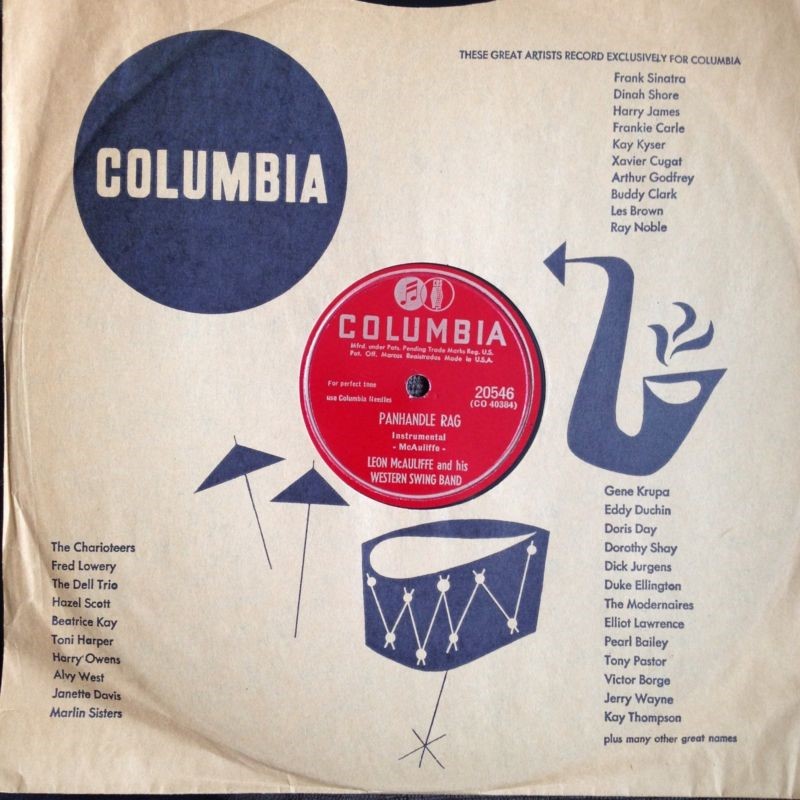 COLUMBIA
THESE GREAT ARTISTS RECORD EXCLUSIVELY FOR COLUMBIA
Frank Sinatra
Dinah Shore
Harry James
Frankie Carle
Kay Kyser
Xavier Cugat
Arthur Godfrey
Buddy Clark
Les Brown
Ray Noble
COLUMBIA
Mfrd. under Pats. Pending Trade Marks Reg. U.S.
Pat. Off. Marcas Registradas Made in U.S.A.
For perfect tone
use Columbia Needles
20546
(CO 40384)
PANHANDLE RAG
Instrumental
- McAuliffe -
LEON McAULIFFE and his
WESTERN SWING BAND
Gene Krupa
Eddy Duchin
Doris Day
Dorothy Shay
Dick Jurgens
Duke Ellington
The Modernaires
Elliot Lawrence
Pearl Bailey
Tony Pastor
Victor Borge
Jerry Wayne
Kay Thompson
plus many other great names
The Charioteers
Fred Lowery
The Dell Trio
Hazel Scott
Beatrice Kay
Toni Harper
Harry Owens
Alvy West
Janette Davis
Marlin Sisters